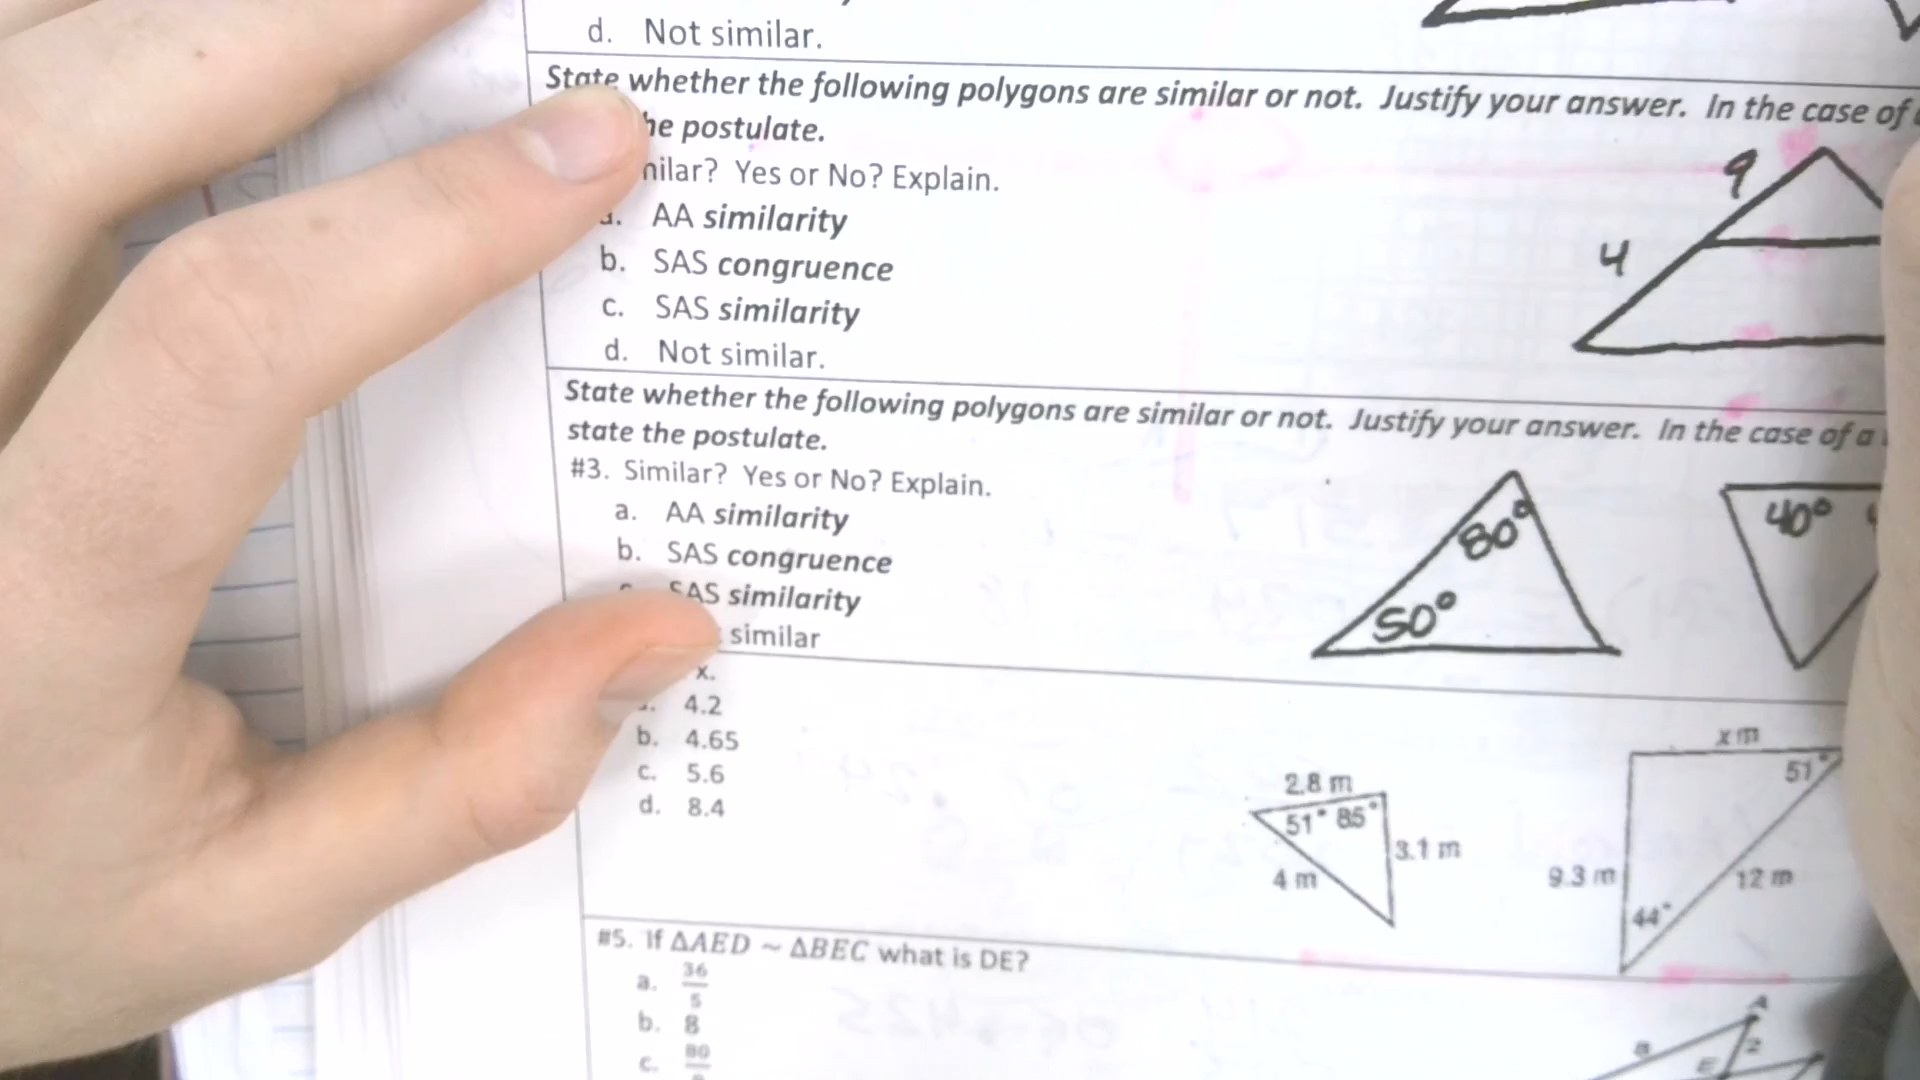 d. Not similar.
State whether the following polygons are similar or not. Justify your answer. In the case of
he postulate.
nilar? Yes or No? Explain.
a. AA similarity
b. SAS congruence
c. SAS similarity
d. Not similar.
9
4
State whether the following polygons are similar or not. Justify your answer. In the case of a
state the postulate.
#3. Similar? Yes or No? Explain.
a. AA similarity
b. SAS congruence
SAS similarity
similar
80°
50°
40°
x.
4.2
b. 4.65
c. 5.6
d. 8.4
2.8 m
51° 85°
3.1 m
4 m
x m
51°
9.3 m
12 m
44°
#5. If ΔAED ~ ΔBEC what is DE?
a. 36/5
b. 8
c. 80
A
8
2
E